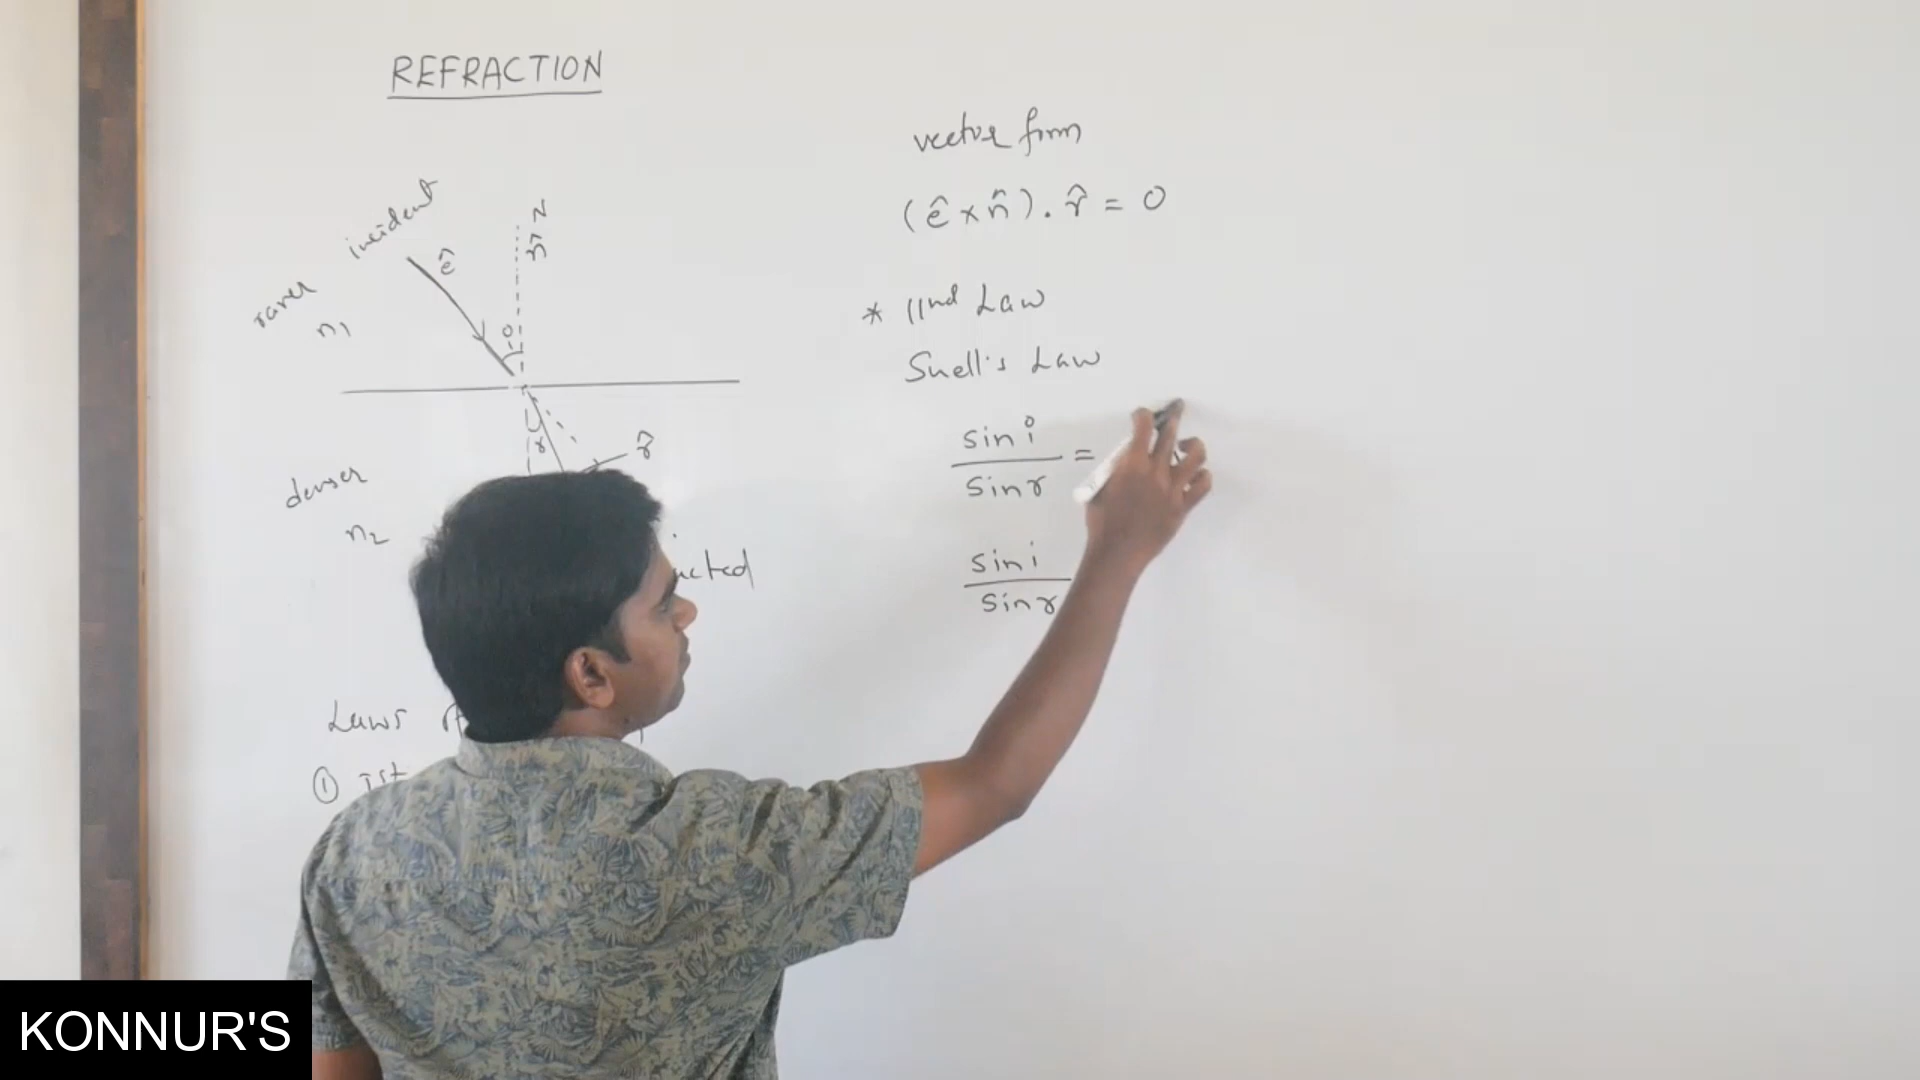 REFRACTION
incident
N
n̂
ê
rarer
n1
i
r
r̂
denser
n2
Laws
① Ist
vector form
(ê × n̂) . r̂ = 0
* IInd Law
Snell's Law
sin i
sin r
=
sin i
sin r
KONNUR'S